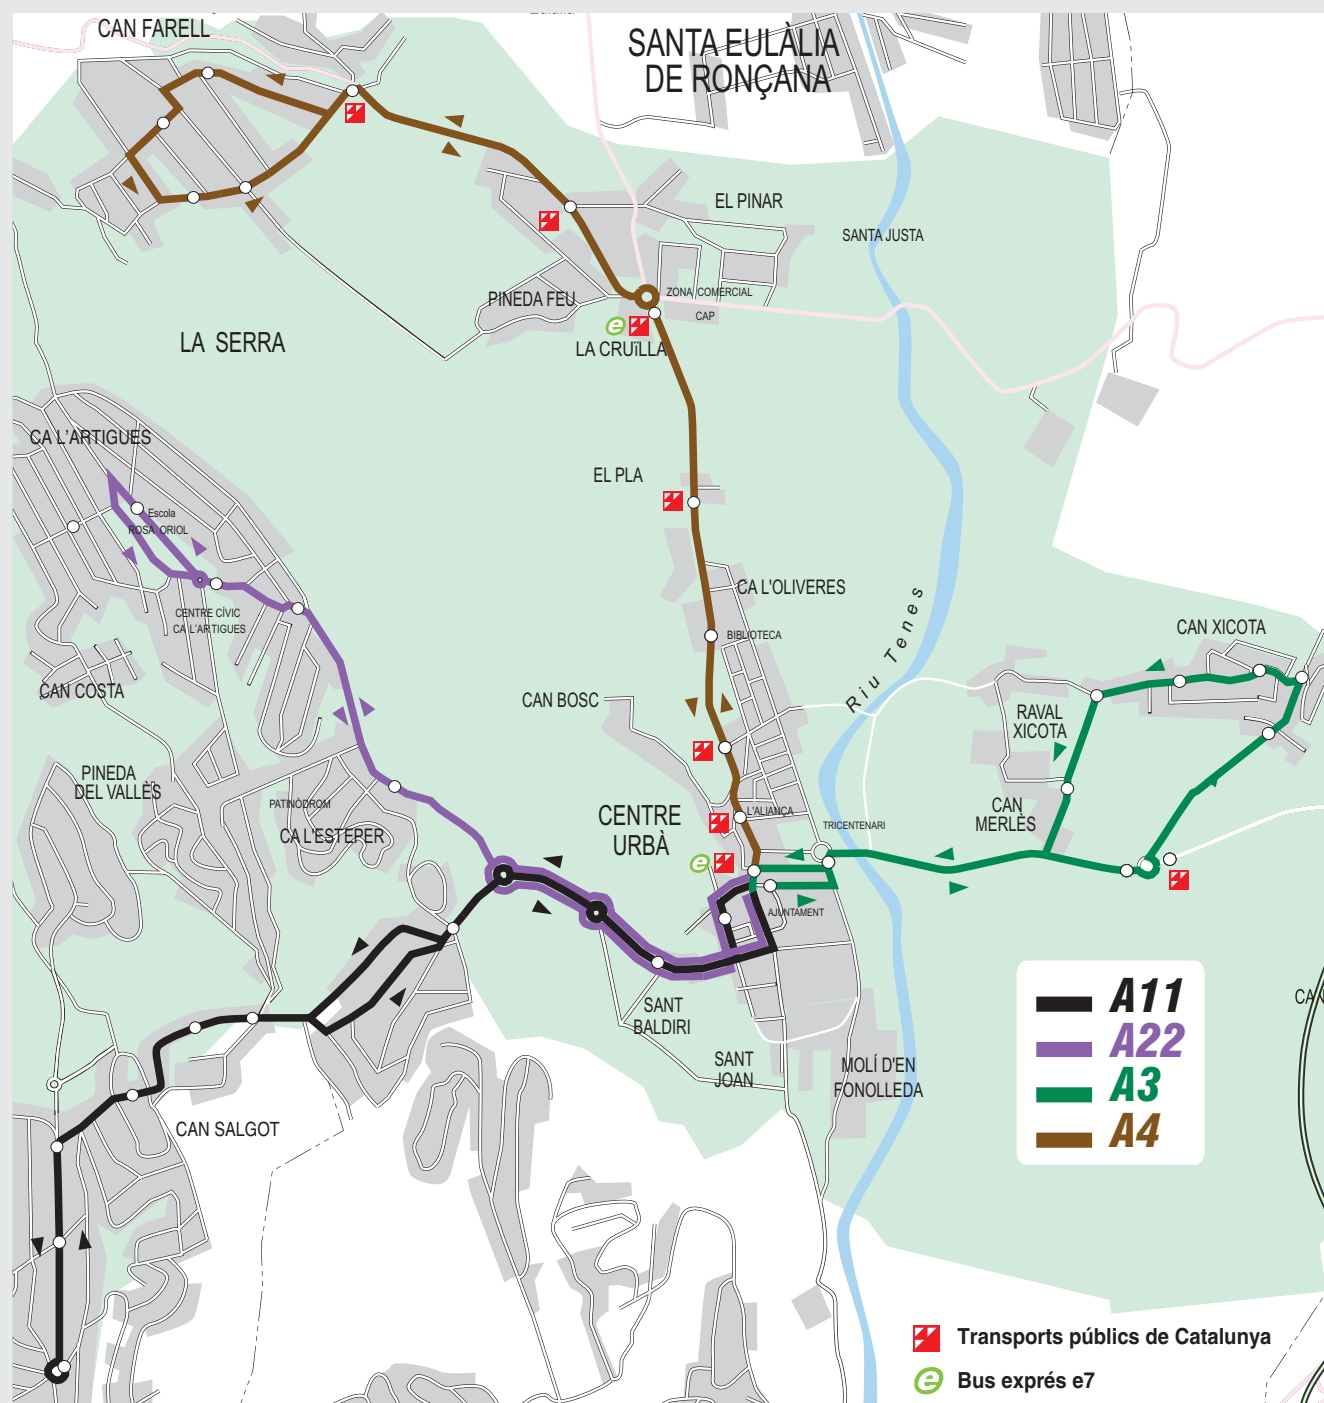 CAN FARELL
SANTA EULÀLIA
DE RONÇANA
EL PINAR
SANTA JUSTA
PINEDA FEU
ZONA COMERCIAL
CAP
LA SERRA
LA CRUïLLA
CA L'ARTIGUES
EL PLA
Escola
ROSA ORIOL
CENTRE CÍVIC
CA L'ARTIGUES
CA L'OLIVERES
BIBLIOTECA
Riu Tenes
CAN XICOTA
CAN COSTA
CAN BOSC
RAVAL
XICOTA
PINEDA
DEL VALLÈS
PATINÒDROM
CA L'ESTEPER
CENTRE
URBÀ
L'ALIANÇA
TRICENTENARI
CAN
MERLÈS
AJUNTAMENT
SANT
BALDIRI
SANT
JOAN
MOLÍ D'EN
FONOLLEDA
CAN SALGOT
A11
A22
A3
A4
e
Transports públics de Catalunya
e Bus exprés e7